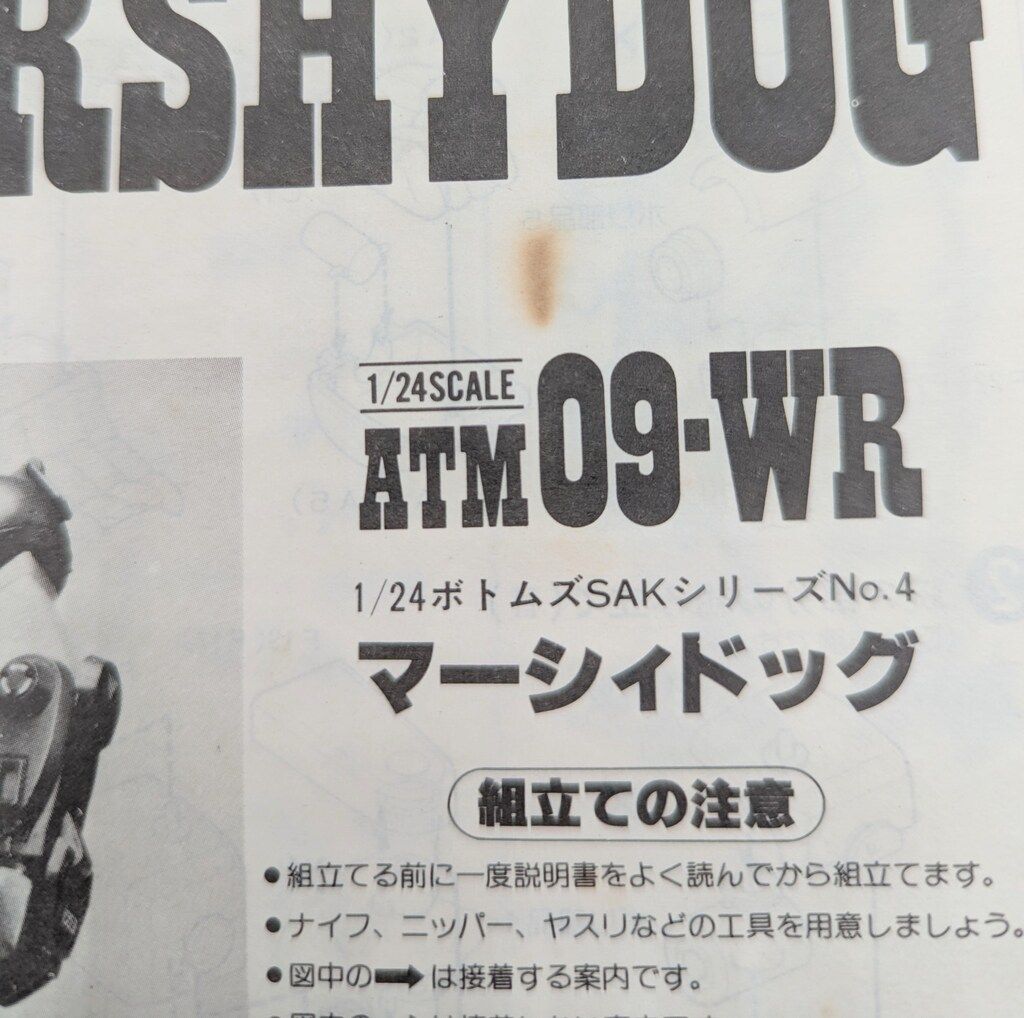 RSHYDOG
1/24SCALE
ATM 09-WR
1/24ボトムズSAKシリーズNo.4
マーシィドッグ
組立ての注意
●組立てる前に一度説明書をよく読んでから組立てます。
●ナイフ、ニッパー、ヤスリなどの工具を用意しましょう。
●図中の➡は接着する案内です。